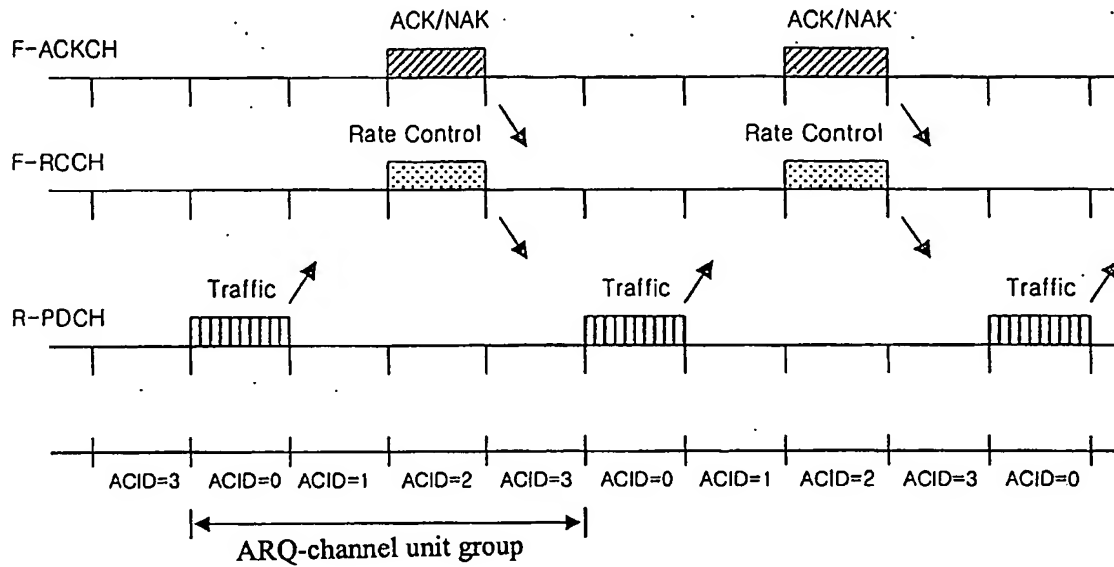 ACK/NAK ACK/NAK
F-ACKCH
Rate Control Rate Control
F-RCCH
Traffic Traffic Traffic
R-PDCH
ACID=3 ACID=0 ACID=1 ACID=2 ACID=3 ACID=0 ACID=1 ACID=2 ACID=3 ACID=0
ARQ-channel unit group